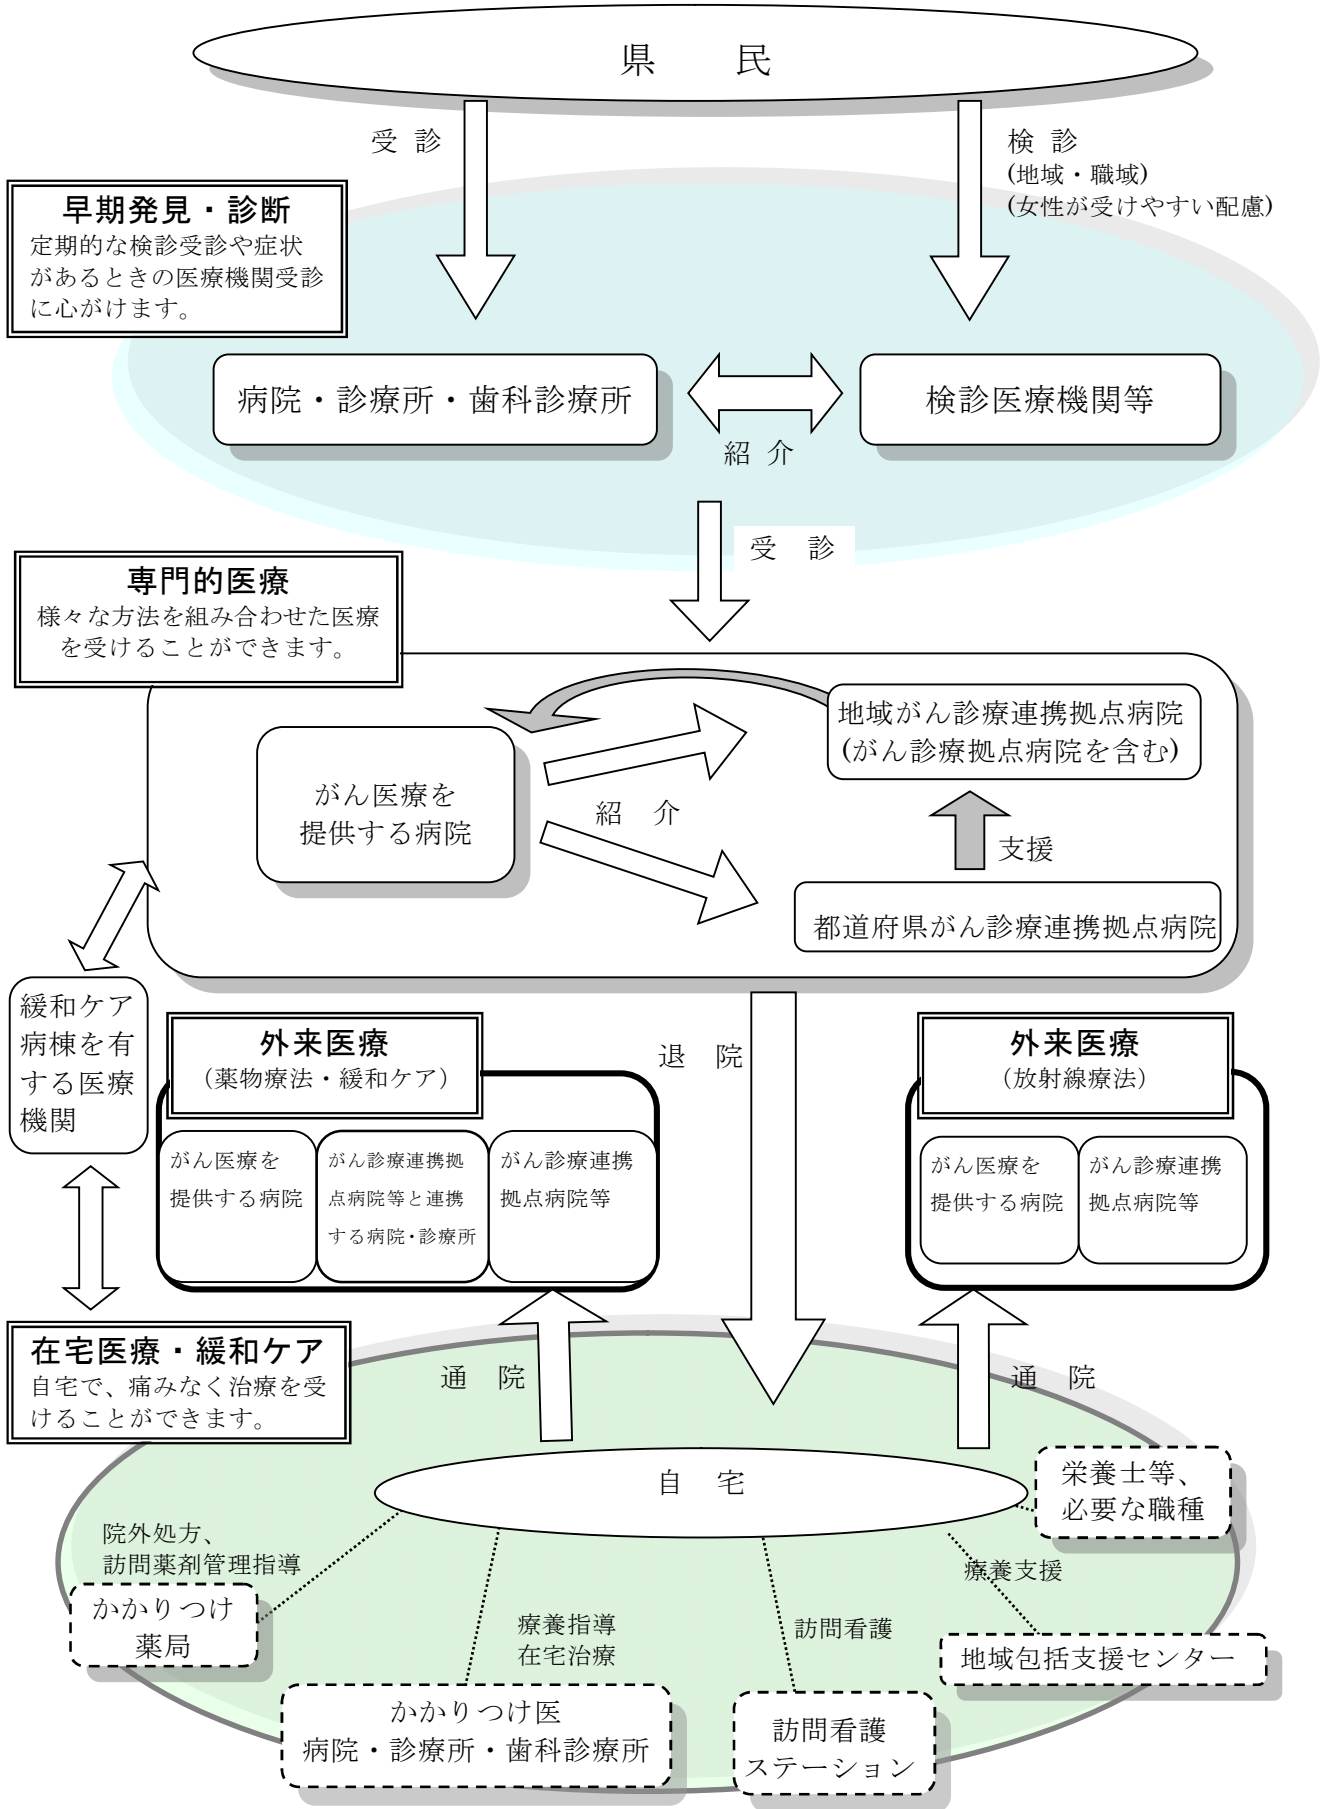 県　　民
受 診
検 診
(地域・職域)
(女性が受けやすい配慮)
早期発見・診断
定期的な検診受診や症状
があるときの医療機関受診
に心がけます。
病院・診療所・歯科診療所
検診医療機関等
紹 介
受　診
専門的医療
様々な方法を組み合わせた医療
を受けることができます。
地域がん診療連携拠点病院
(がん診療拠点病院を含む)
がん医療を
提供する病院
紹　介
支援
都道府県がん診療連携拠点病院
緩和ケア
病棟を有
する医療
機関
外来医療
（薬物療法・緩和ケア）
退　院
外来医療
（放射線療法）
がん医療を
提供する病院
がん診療連携拠
点病院等と連携
する病院・診療所
がん診療連携
拠点病院等
がん医療を
提供する病院
がん診療連携
拠点病院等
在宅医療・緩和ケア
自宅で、痛みなく治療を受
けることができます。
通　院
通　院
自　宅
栄養士等、
必要な職種
院外処方、
訪問薬剤管理指導
かかりつけ
薬局
療養指導
在宅治療
訪問看護
療養支援
地域包括支援センター
かかりつけ医
病院・診療所・歯科診療所
訪問看護
ステーション